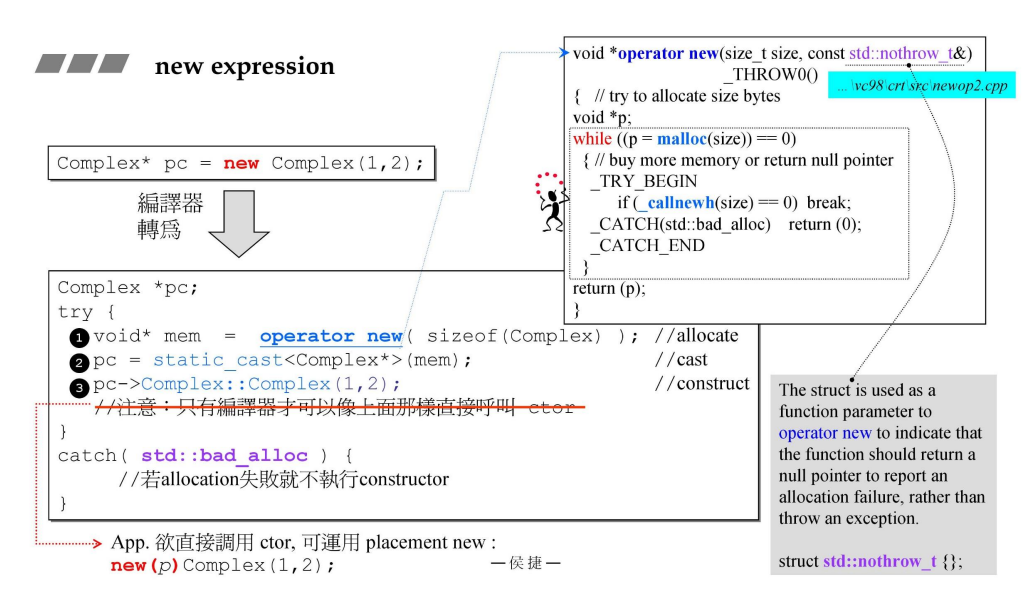 new expression
Complex* pc = new Complex(1,2);
編譯器
轉為
Complex *pc;
try {
❶ void* mem = operator new( sizeof(Complex) ); //allocate
❷ pc = static_cast<Complex*>(mem); //cast
❸ pc->Complex::Complex(1,2); //construct
//注意：只有編譯器才可以像上面那樣直接呼叫 ctor
}
catch( std::bad_alloc ) {
//若allocation失敗就不執行constructor
}
App. 欲直接調用 ctor, 可運用 placement new :
new(p)Complex(1,2);
—侯捷—
void *operator new(size_t size, const std::nothrow_t&)
_THROW0()
...\vc98\crt\src\newop2.cpp
{ // try to allocate size bytes
void *p;
while ((p = malloc(size)) == 0)
{ // buy more memory or return null pointer
_TRY_BEGIN
if (_callnewh(size) == 0) break;
_CATCH(std::bad_alloc) return (0);
_CATCH_END
}
return (p);
}
The struct is used as a
function parameter to
operator new to indicate that
the function should return a
null pointer to report an
allocation failure, rather than
throw an exception.
struct std::nothrow_t {};